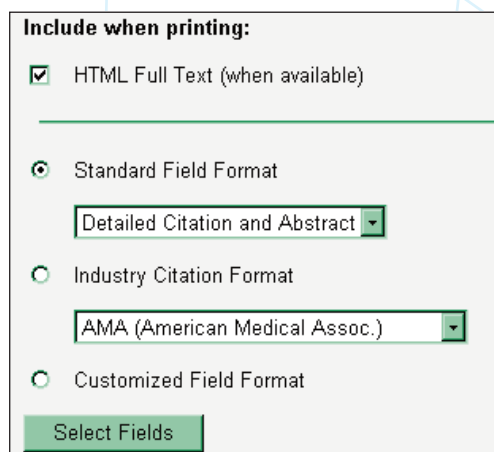 Include when printing:
HTML Full Text (when available)
Standard Field Format
Detailed Citation and Abstract
Industry Citation Format
AMA (American Medical Assoc.)
Customized Field Format
Select Fields